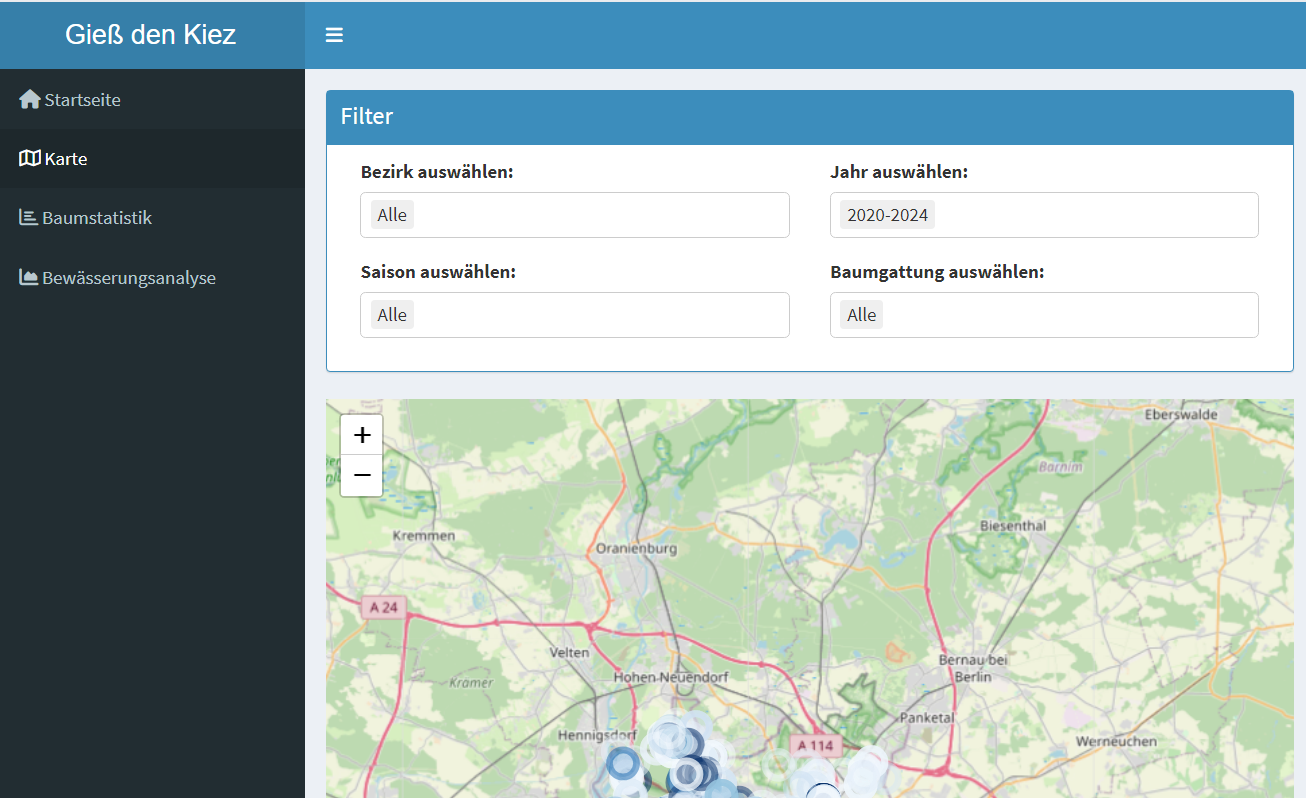 Gieß den Kiez
Startseite
Karte
Baumstatistik
Bewässerungsanalyse
Filter
Bezirk auswählen:
Jahr auswählen:
Alle
2020-2024
Saison auswählen:
Baumgattung auswählen:
Alle
Alle
+
−
Eberswalde
Barnim
Biesenthal
Kremmen
Oranienburg
A 24
Velten
Bernau bei
Berlin
Hohen Neuendorf
Kramer
Panketal
Hennigsdorf
A 114
Werneuchen